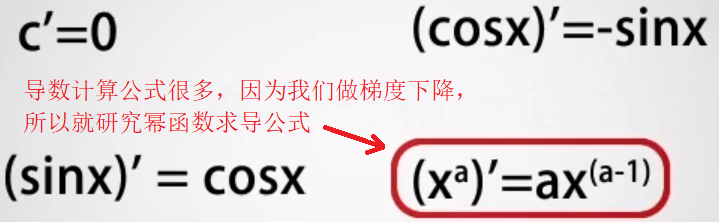 c′=0
(cosx)′=-sinx
导数计算公式很多，因为我们做梯度下降，
所以就研究幂函数求导公式
(sinx)′ = cosx
(xᵃ)′=ax⁽ᵃ⁻¹⁾